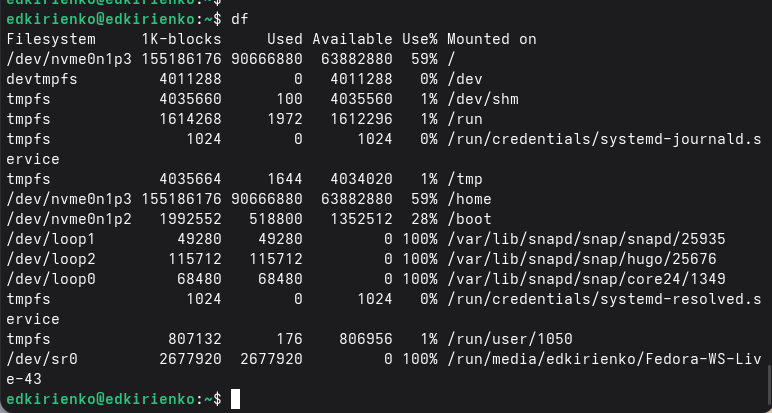 edkirienko@edkirienko:~$ df
Filesystem     1K-blocks     Used Available Use% Mounted on
/dev/nvme0n1p3 155186176 90666880  63882880  59% /
devtmpfs         4011288        0   4011288   0% /dev
tmpfs            4035660      100   4035560   1% /dev/shm
tmpfs            1614268     1972   1612296   1% /run
tmpfs               1024        0      1024   0% /run/credentials/systemd-journald.s
ervice
tmpfs            4035664     1644   4034020   1% /tmp
/dev/nvme0n1p3 155186176 90666880  63882880  59% /home
/dev/nvme0n1p2   1992552   518800   1352512  28% /boot
/dev/loop1         49280    49280         0 100% /var/lib/snapd/snap/snapd/25935
/dev/loop2        115712   115712         0 100% /var/lib/snapd/snap/hugo/25676
/dev/loop0         68480    68480         0 100% /var/lib/snapd/snap/core24/1349
tmpfs               1024        0      1024   0% /run/credentials/systemd-resolved.s
ervice
tmpfs             807132      176    806956   1% /run/user/1050
/dev/sr0         2677920  2677920         0 100% /run/media/edkirienko/Fedora-WS-Liv
e-43
edkirienko@edkirienko:~$